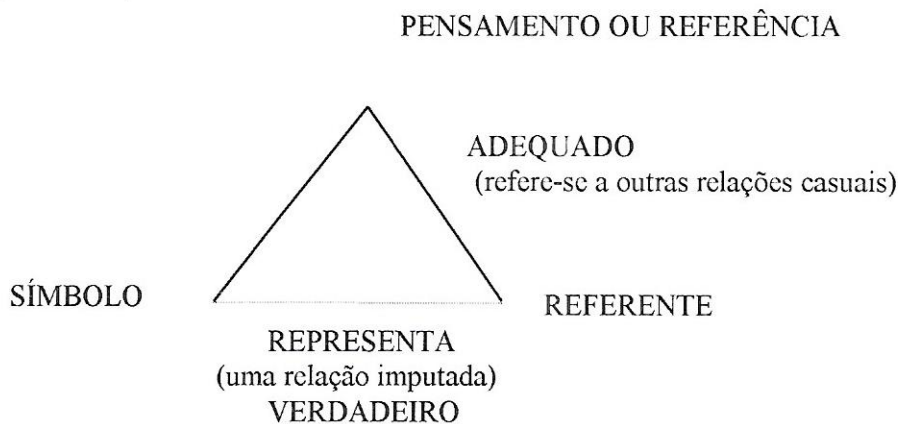 PENSAMENTO OU REFERÊNCIA
ADEQUADO
(refere-se a outras relações casuais)
SÍMBOLO
REFERENTE
REPRESENTA
(uma relação imputada)
VERDADEIRO